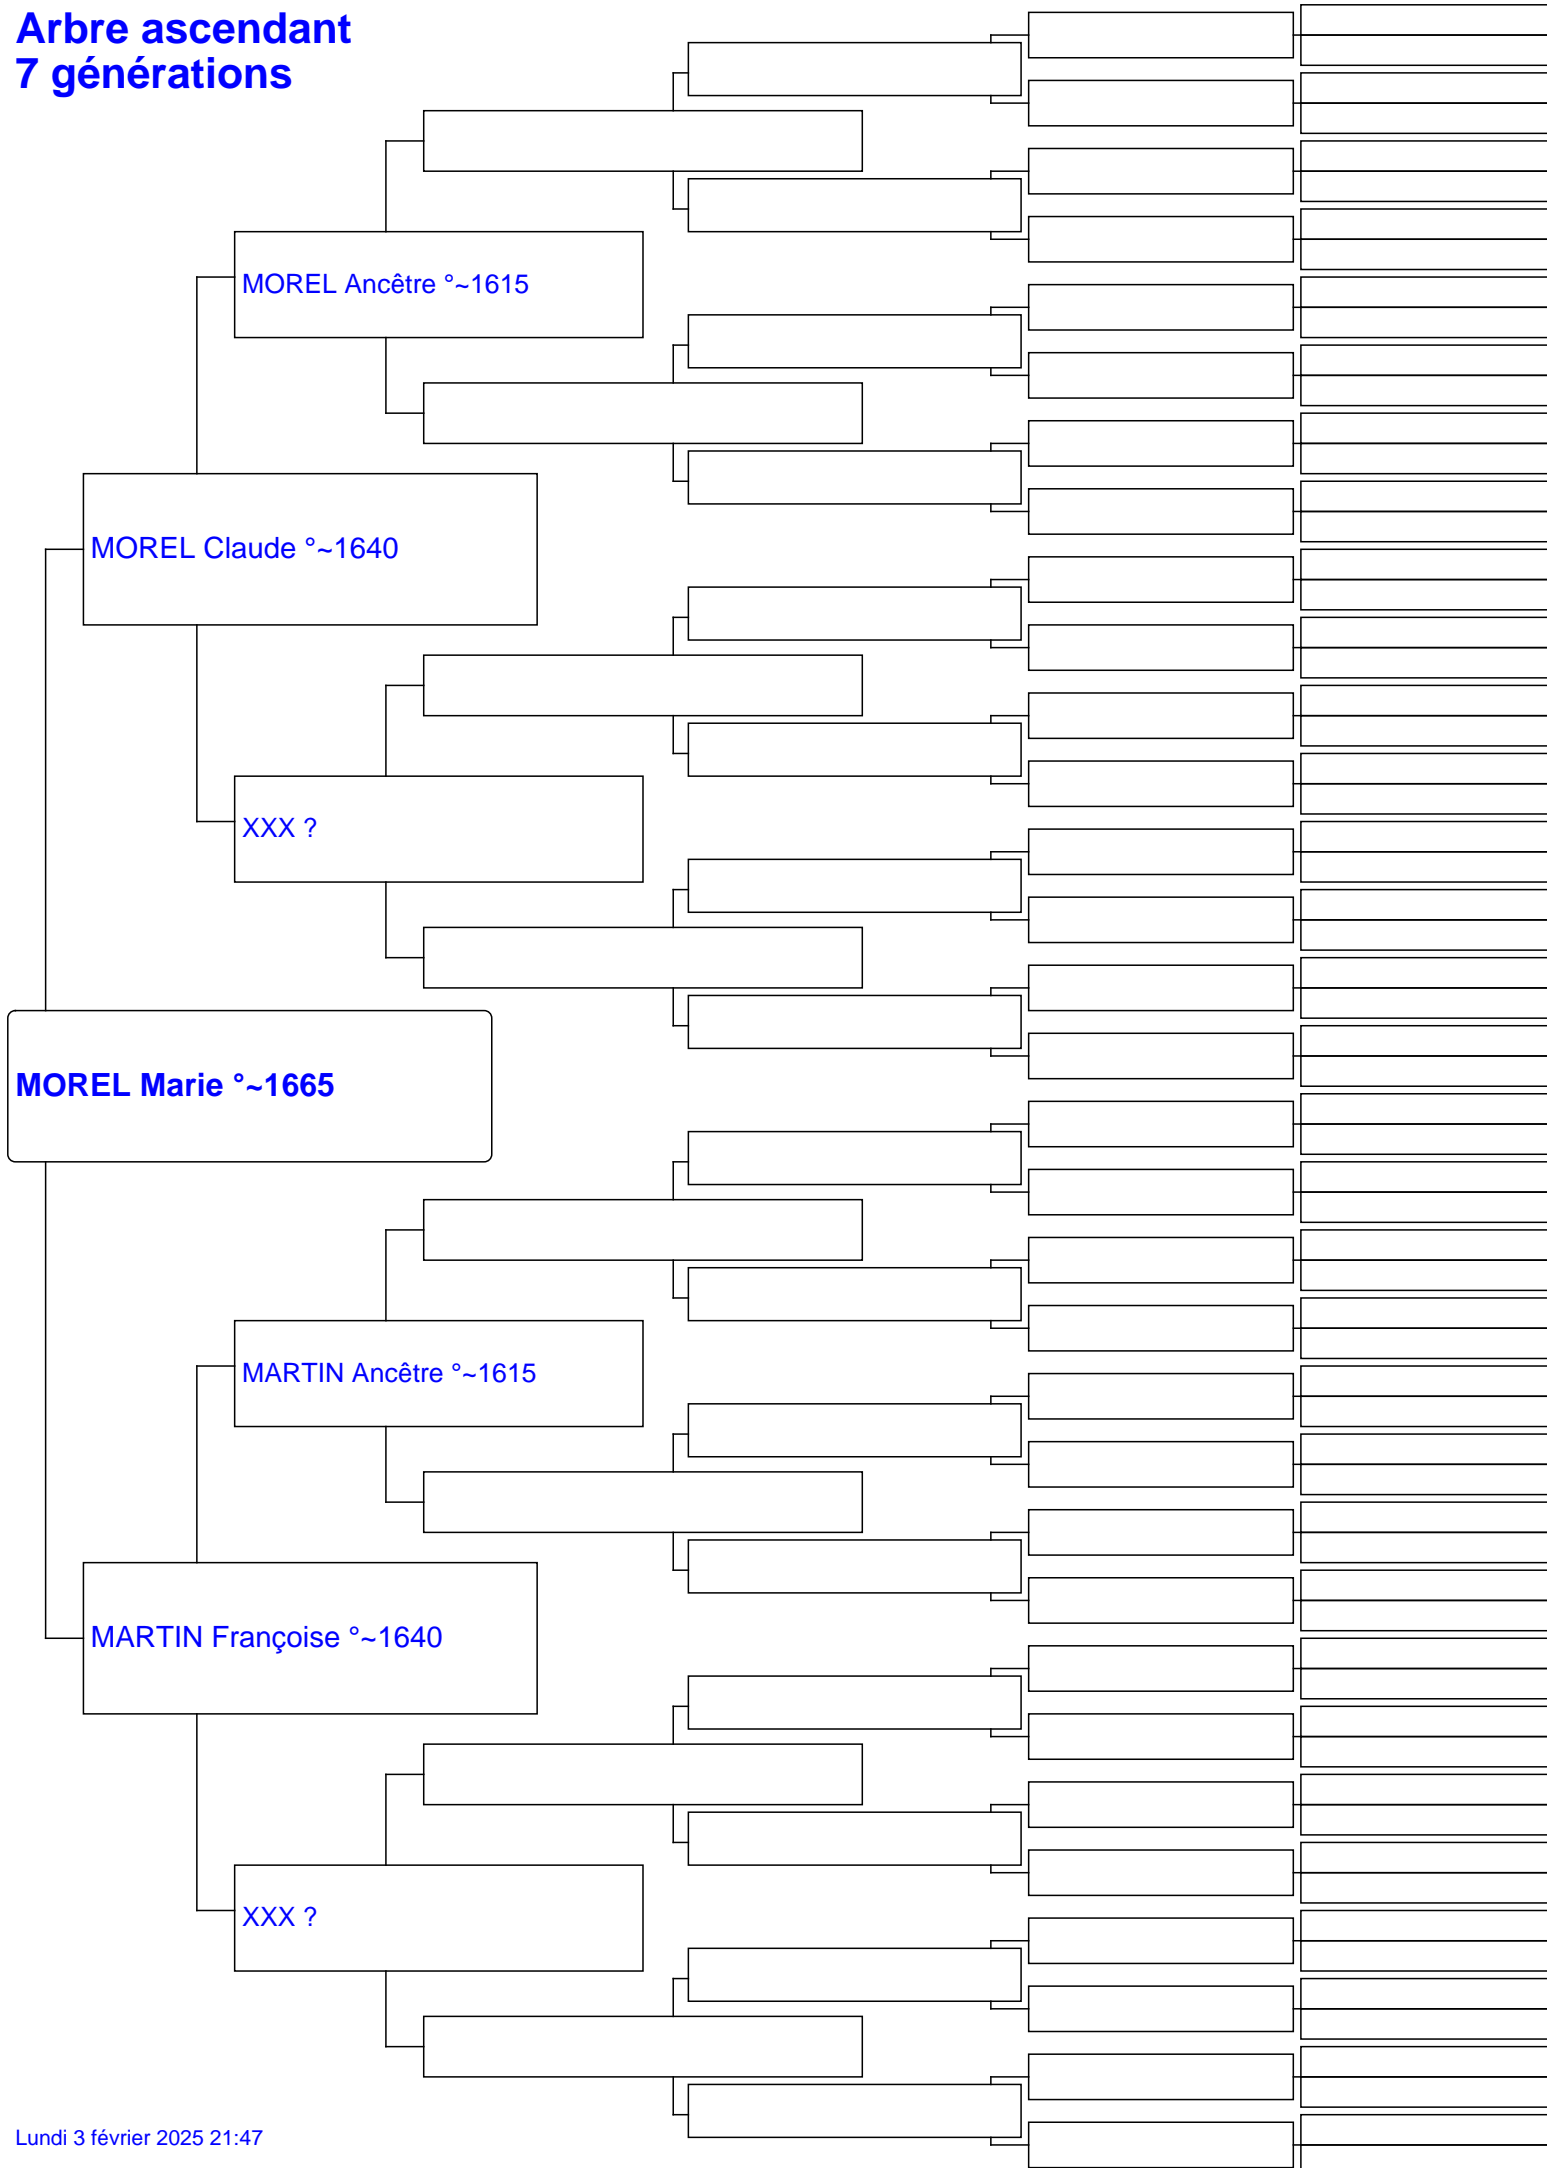 Arbre ascendant
7 générations
MOREL Ancêtre °~1615
MOREL Claude °~1640
XXX ?
MOREL Marie °~1665
MARTIN Ancêtre °~1615
MARTIN Françoise °~1640
XXX ?
Lundi 3 février 2025 21:47